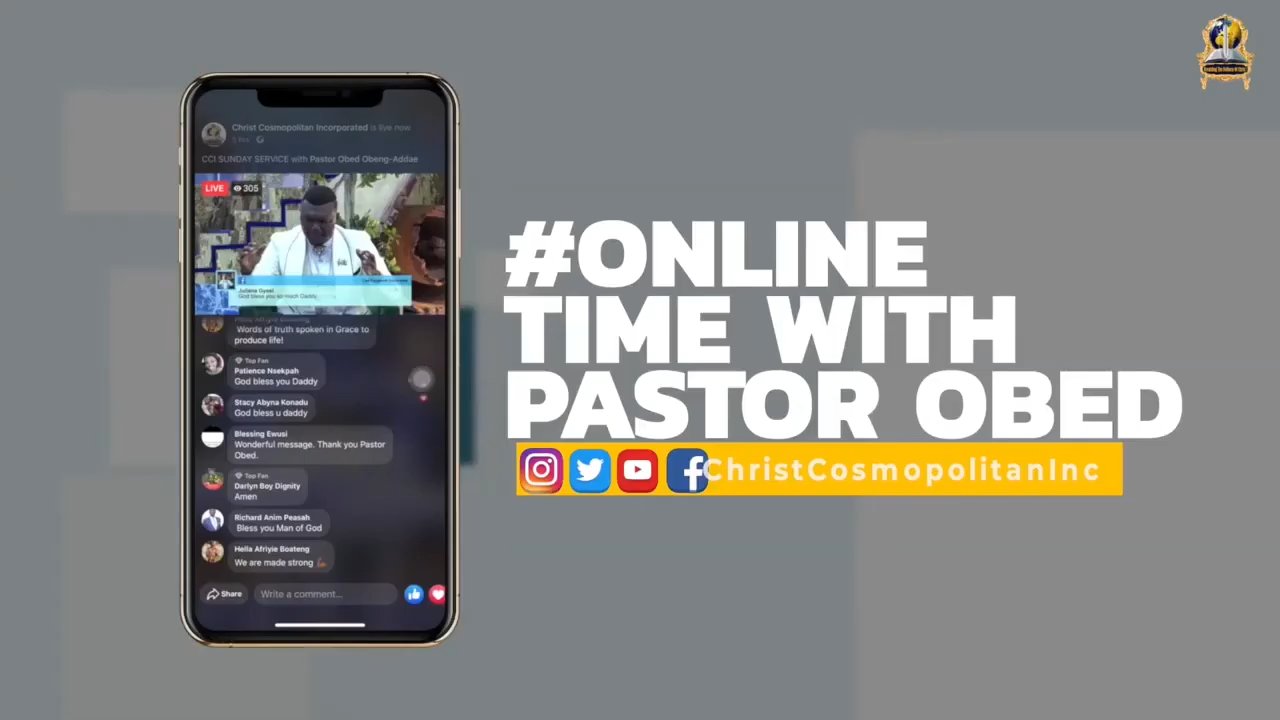 Christ Cosmopolitan Incorporated is live now
CCI SUNDAY SERVICE with Pastor Obed Obeng-Addae
LIVE 305
Juliana Gyasi
God bless you so much Daddy
Words of truth spoken in Grace to
produce life!
Top Fan
Patience Nsekpah
God bless you Daddy
Stacy Abyna Konadu
God bless u daddy
Blessing Ewusi
Wonderful message. Thank you Pastor
Obed.
Top Fan
Darlyn Boy Dignity
Amen
Richard Anim Peasah
Bless you Man of God
Hella Afriyie Boateng
We are made strong
Share
Write a comment...
#ONLINE
TIME WITH
PASTOR OBED
ChristCosmopolitanInc